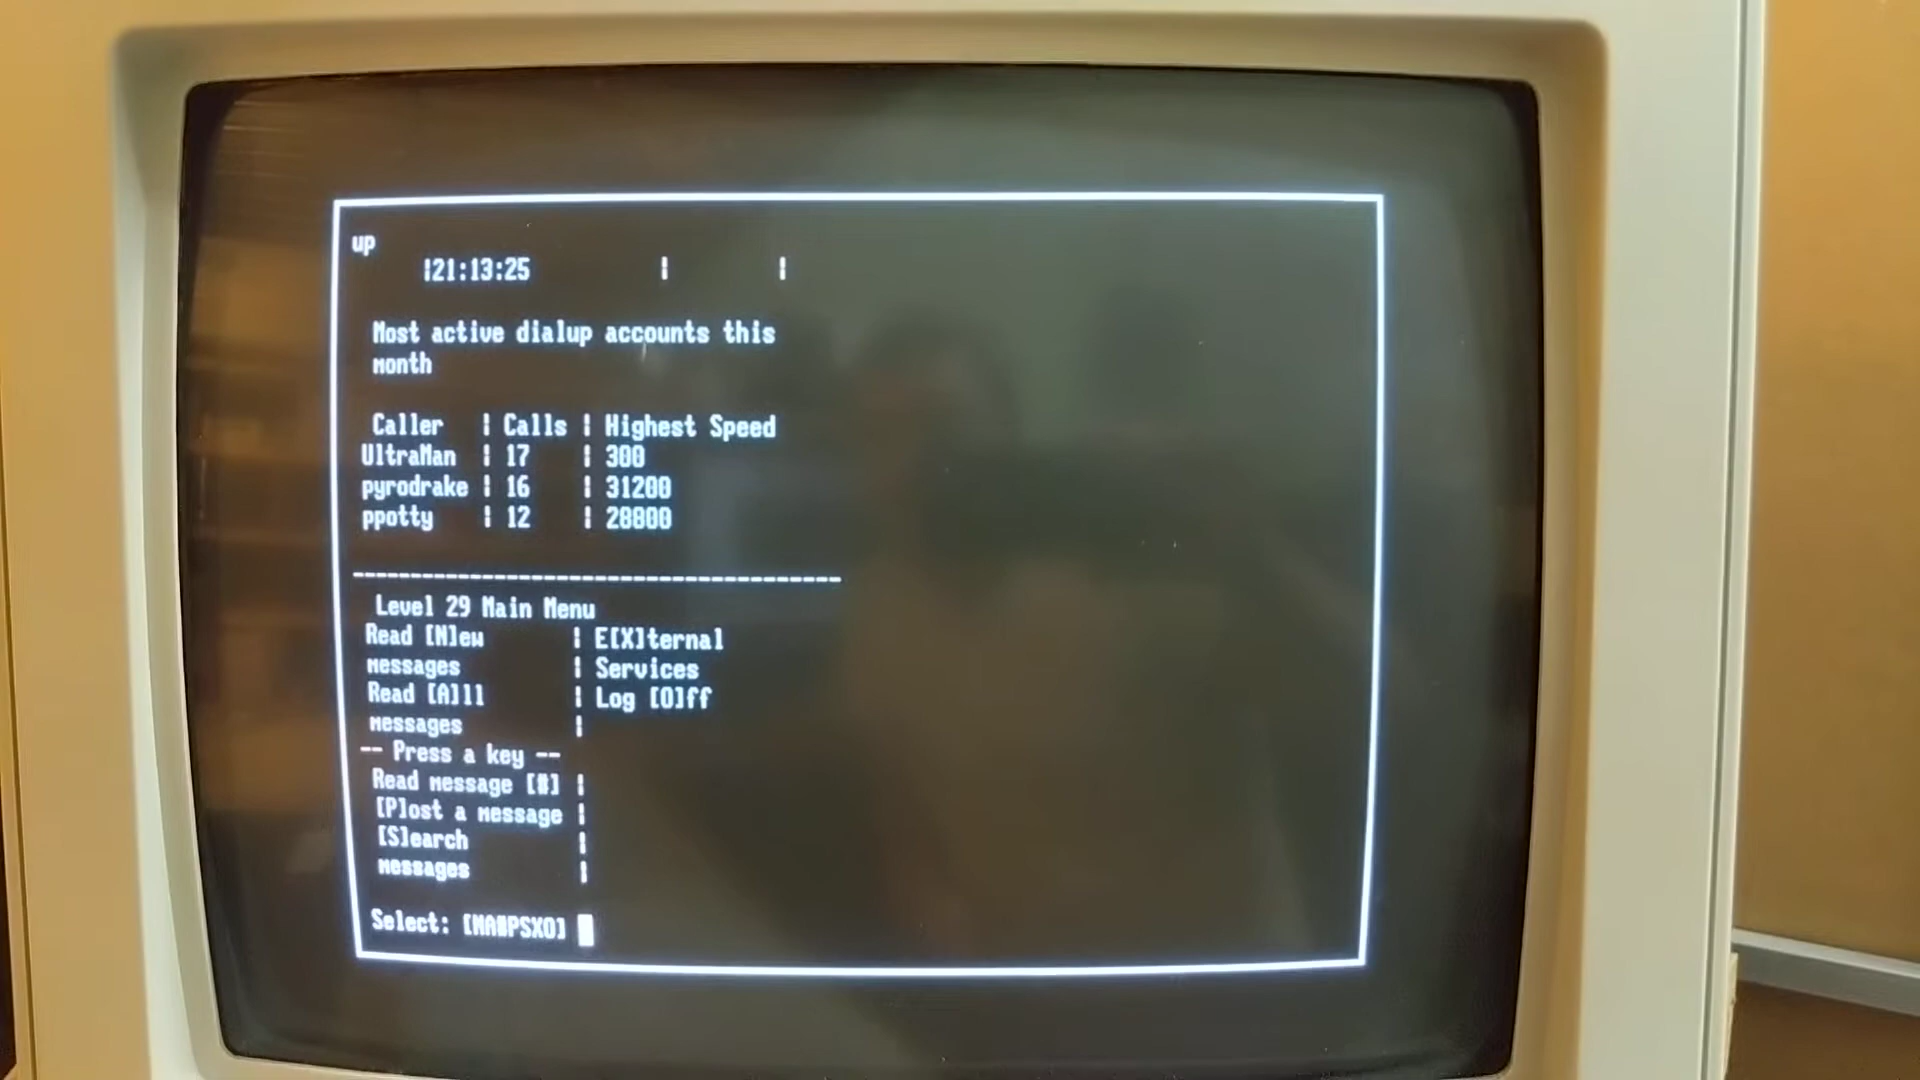 up
|21:13:25 | |
Most active dialup accounts this
month
Caller | Calls | Highest Speed
UltraMan | 17 | 300
pyrodrake | 16 | 31200
ppotty | 12 | 28800
--------------------------------------
Level 29 Main Menu
Read [N]ew | E[X]ternal
messages | Services
Read [A]ll | Log [O]ff
messages |
-- Press a key --
Read message [#] |
[P]ost a message |
[S]earch |
messages |
Select: [NA#PSXO]